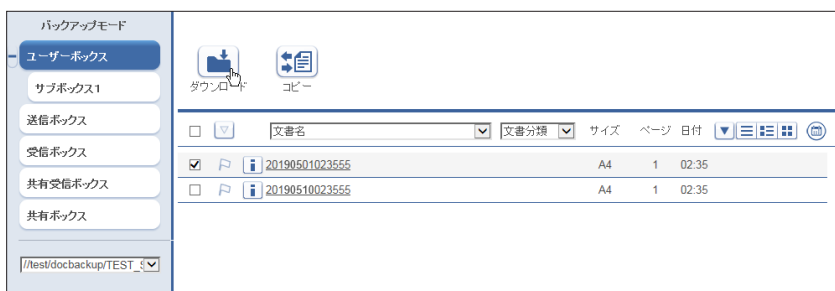 バックアップモード
ユーザーボックス
サブボックス1
送信ボックス
受信ボックス
共有受信ボックス
共有ボックス
//test/docbackup/TEST_
ダウンロード コピー
文書名 文書分類 サイズ ページ 日付
20190501023555 A4 1 02:35
20190510023555 A4 1 02:35